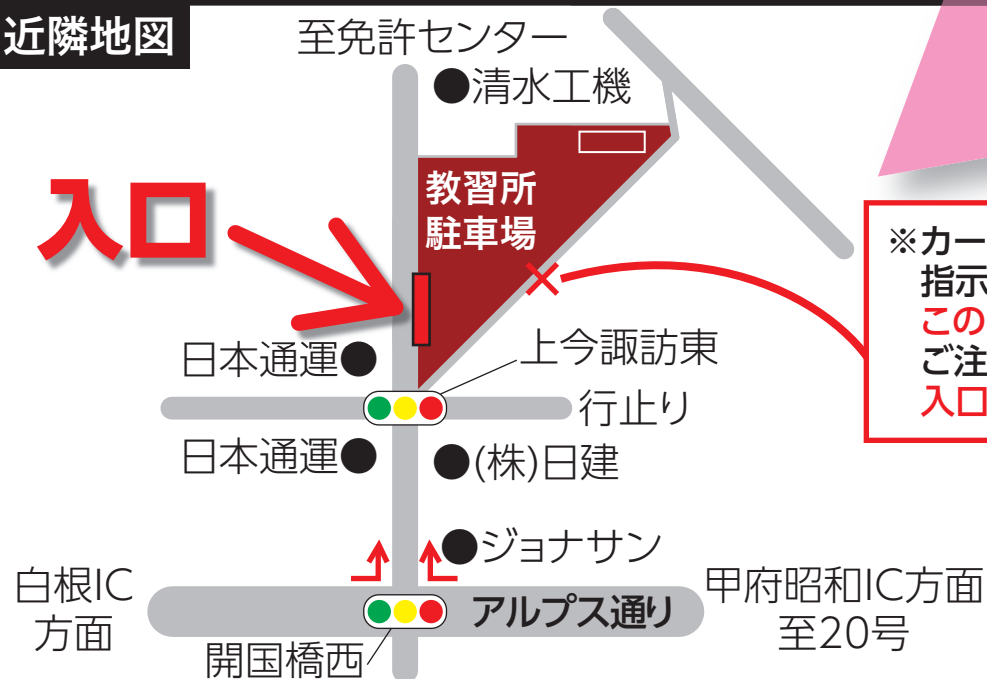 近隣地図
至免許センター
●清水工機
入口
教習所
駐車場
※カー
指示
この
ご注
入口
日本通運●
上今諏訪東
行止り
日本通運●
●(株)日建
●ジョナサン
白根IC
方面
アルプス通り
甲府昭和IC方面
至20号
開国橋西